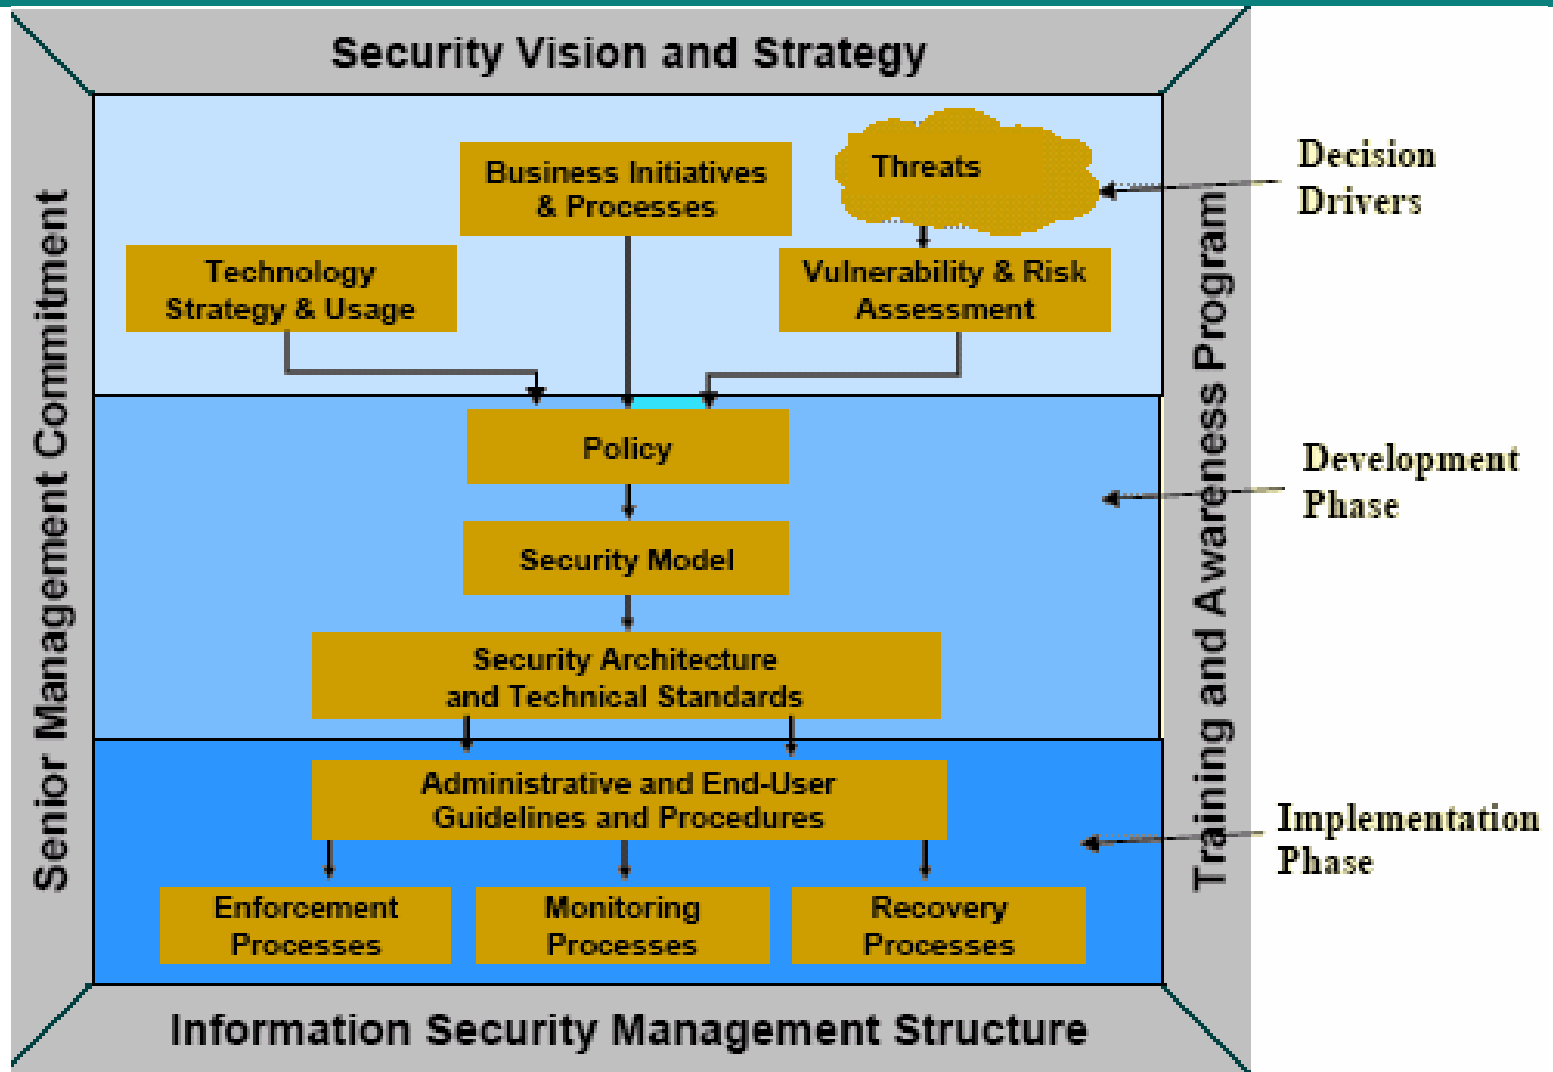 Security Vision and Strategy
Senior Management Commitment
Training and Awareness Program
Business Initiatives
& Processes
Threats
Technology
Strategy & Usage
Vulnerability & Risk
Assessment
Decision
Drivers
Policy
Security Model
Security Architecture
and Technical Standards
Development
Phase
Administrative and End-User
Guidelines and Procedures
Enforcement
Processes
Monitoring
Processes
Recovery
Processes
Implementation
Phase
Information Security Management Structure